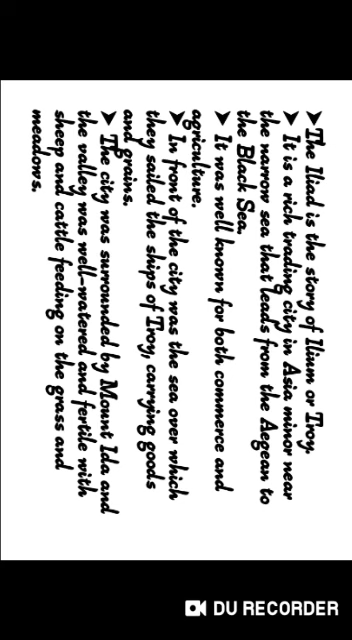 ➤ The Iliad is the story of Ilium or Troy.
➤ It is a rich trading city in Asia minor near
the narrow sea that leads from the Aegean to
the Black Sea.
➤ It was well known for both commerce and
agriculture.
➤ In front of the city was the sea over which
they sailed the ships of Troy, carrying goods
and grains.
➤ The city was surrounded by Mount Ida and
the valley was well-watered and fertile with
sheep and cattle feeding on the grass and
meadows.
DU RECORDER